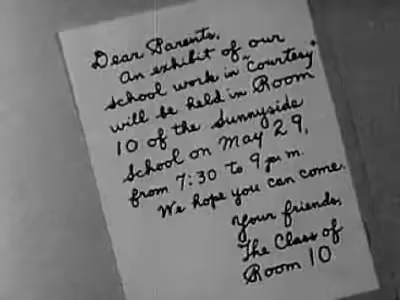 Dear Parents,
An exhibit of our
school work in "courtesy"
will be held in Room
10 of the Sunnyside
School on May 29,
from 7:30 to 9 p.m.
We hope you can come.
Your friends,
The Class of
Room 10